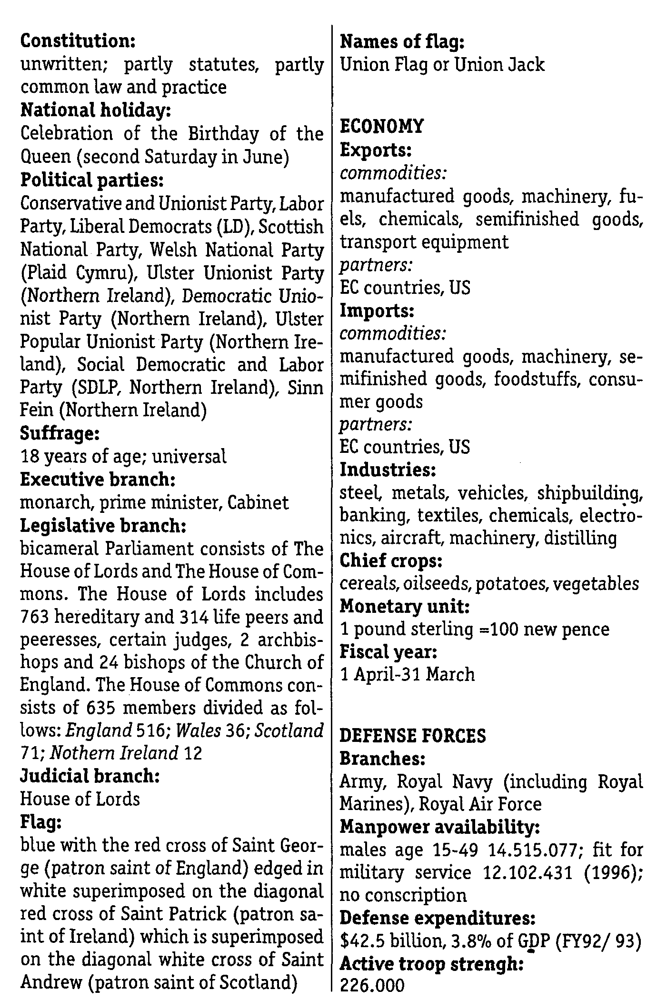 Constitution:
unwritten; partly statutes, partly
common law and practice
National holiday:
Celebration of the Birthday of the
Queen (second Saturday in June)
Political parties:
Conservative and Unionist Party, Labor
Party, Liberal Democrats (LD), Scottish
National Party, Welsh National Party
(Plaid Cymru), Ulster Unionist Party
(Northern Ireland), Democratic Unio-
nist Party (Northern Ireland), Ulster
Popular Unionist Party (Northern Ire-
land), Social Democratic and Labor
Party (SDLP, Northern Ireland), Sinn
Fein (Northern Ireland)
Suffrage:
18 years of age; universal
Executive branch:
monarch, prime minister, Cabinet
Legislative branch:
bicameral Parliament consists of The
House of Lords and The House of Com-
mons. The House of Lords includes
763 hereditary and 314 life peers and
peeresses, certain judges, 2 archbis-
hops and 24 bishops of the Church of
England. The House of Commons con-
sists of 635 members divided as fol-
lows: England 516; Wales 36; Scotland
71; Nothern Ireland 12
Judicial branch:
House of Lords
Flag:
blue with the red cross of Saint Geor-
ge (patron saint of England) edged in
white superimposed on the diagonal
red cross of Saint Patrick (patron sa-
int of Ireland) which is superimposed
on the diagonal white cross of Saint
Andrew (patron saint of Scotland)
Names of flag:
Union Flag or Union Jack
ECONOMY
Exports:
commodities:
manufactured goods, machinery, fu-
els, chemicals, semifinished goods,
transport equipment
partners:
EC countries, US
Imports:
commodities:
manufactured goods, machinery, se-
mifinished goods, foodstuffs, consu-
mer goods
partners:
EC countries, US
Industries:
steel, metals, vehicles, shipbuilding,
banking, textiles, chemicals, electro-
nics, aircraft, machinery, distilling
Chief crops:
cereals, oilseeds, potatoes, vegetables
Monetary unit:
1 pound sterling =100 new pence
Fiscal year:
1 April-31 March
DEFENSE FORCES
Branches:
Army, Royal Navy (including Royal
Marines), Royal Air Force
Manpower availability:
males age 15-49 14.515.077; fit for
military service 12.102.431 (1996);
no conscription
Defense expenditures:
$42.5 billion, 3.8% of GDP (FY92/ 93)
Active troop strengh:
226.000